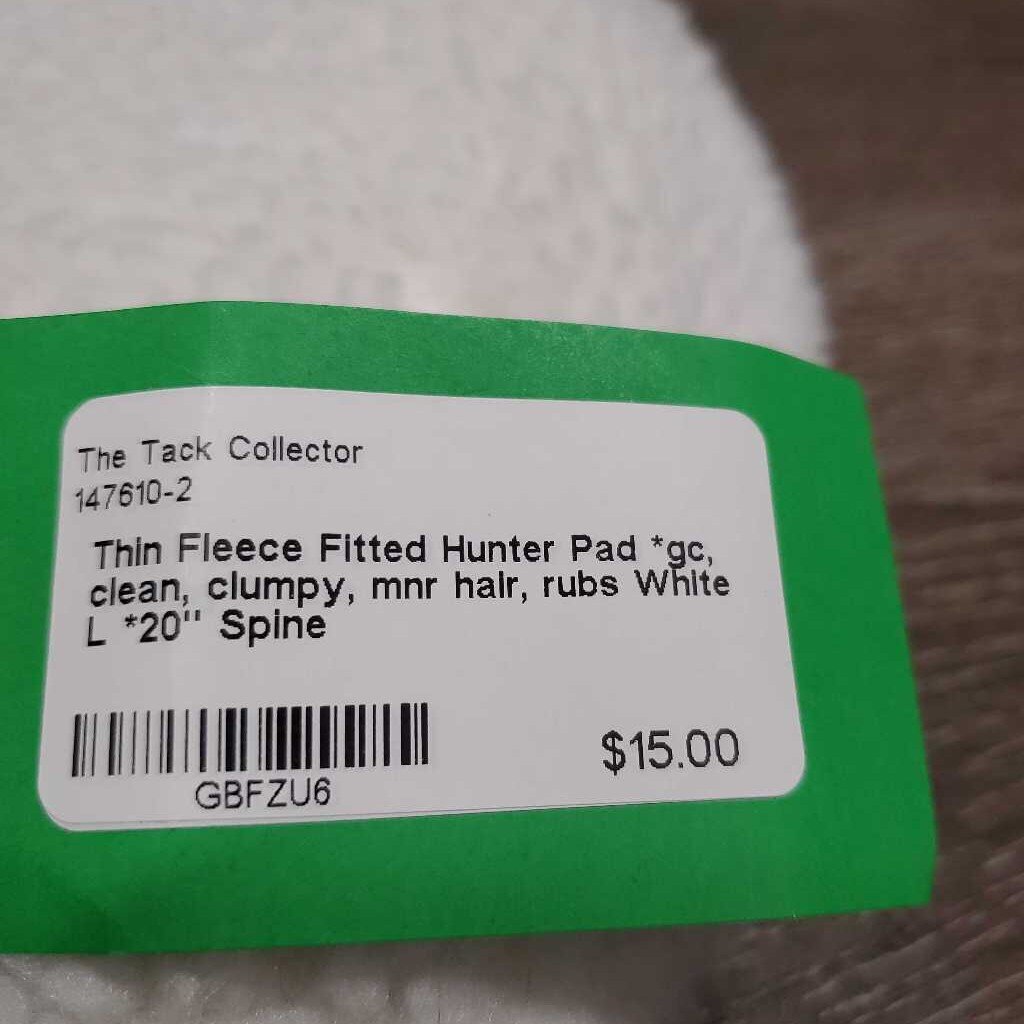 The Tack Collector
147610-2
Thin Fleece Fitted Hunter Pad *gc,
clean, clumpy, mnr hair, rubs White
L *20" Spine
GBFZU6
$15.00